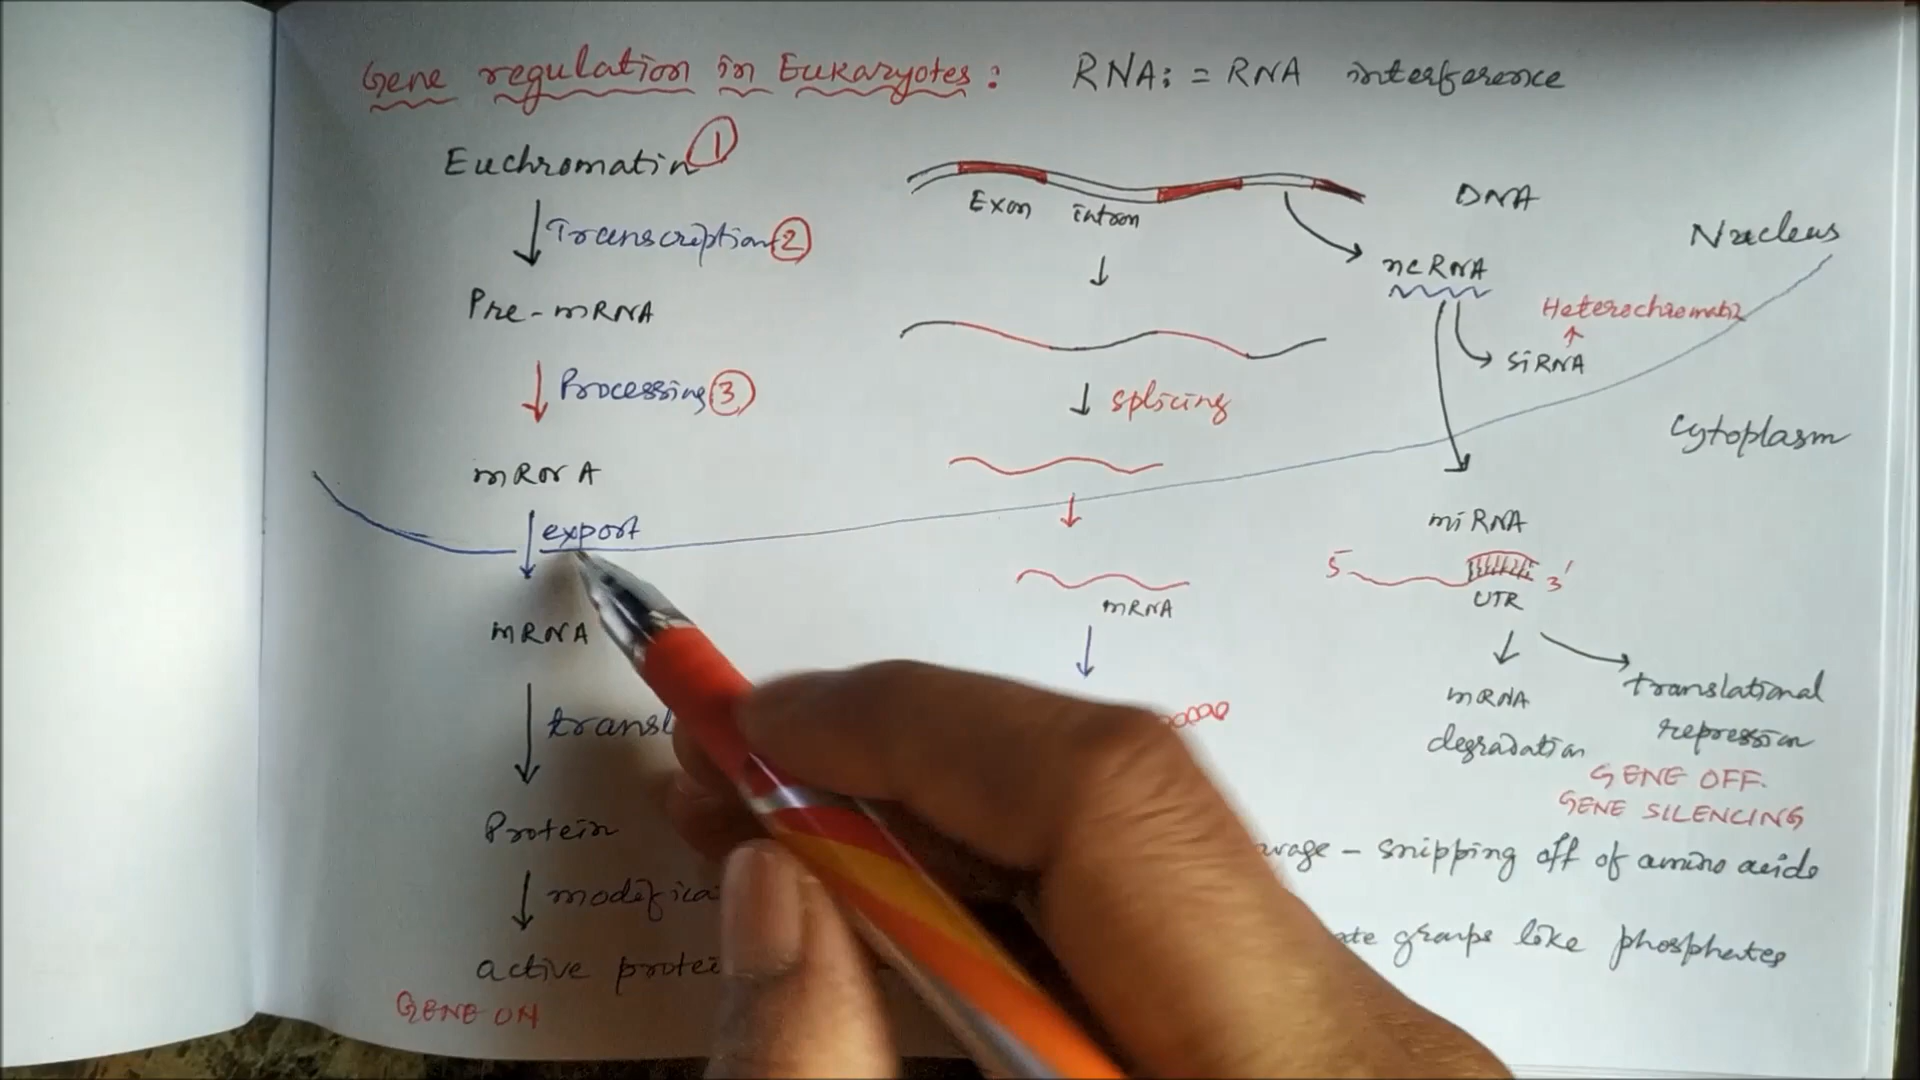 Gene regulation in Eukaryotes: RNAi = RNA interference
Euchromatin 1
Transcription 2
Pre-mRNA
Processing 3
mRNA
export
mRNA
Protein
active
GENE ON
Exon intron
DNA
Nucleus
ncRNA
SiRNA
splicing
Cytoplasm
mRNA
miRNA
5' 3'
UTR
mRNA
degradation
translational
repression
GENE OFF.
GENE SILENCING
– snipping off of amino acids
groups like phosphates